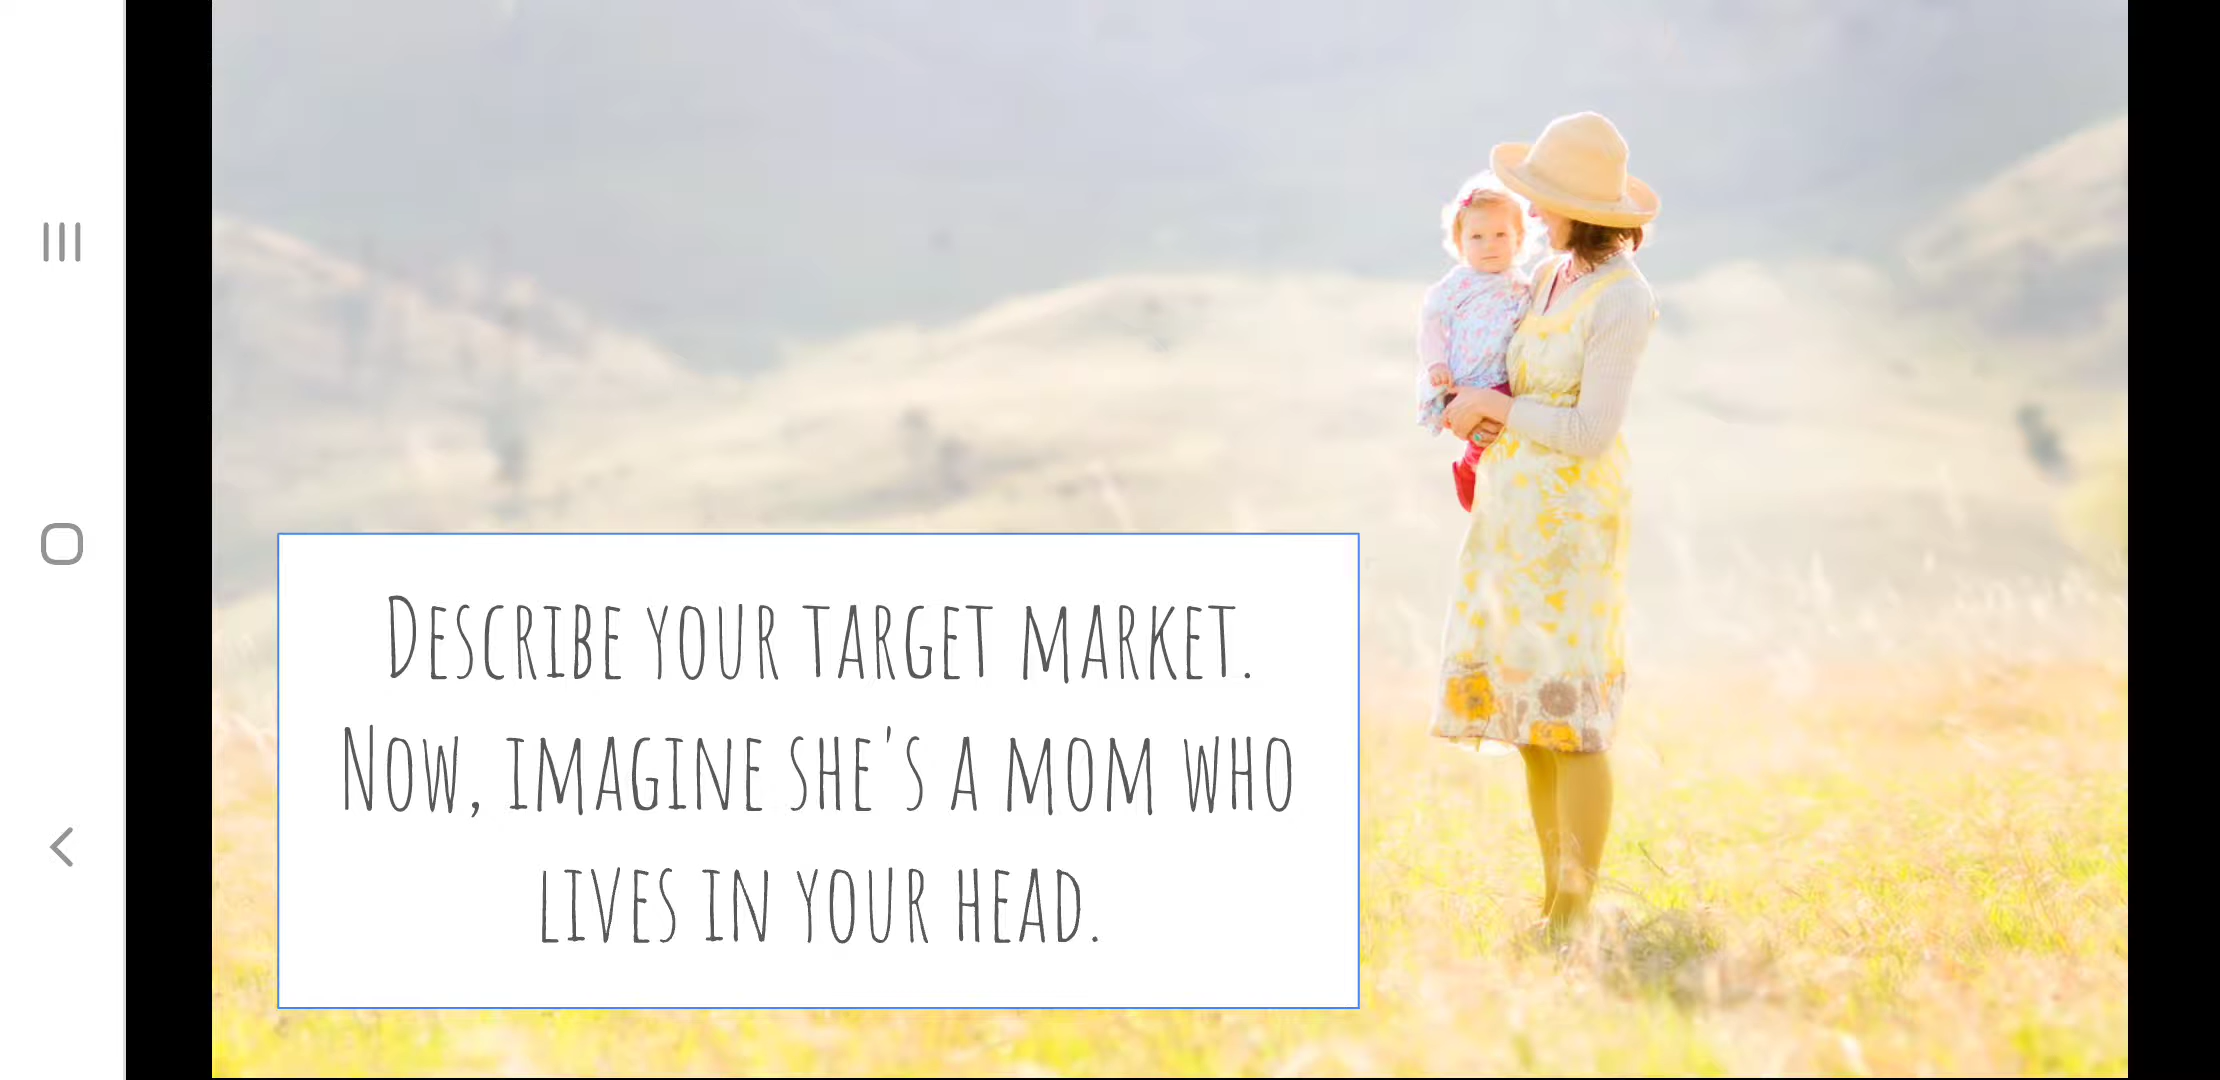 Describe your target market.
Now, imagine she's a mom who
lives in your head.